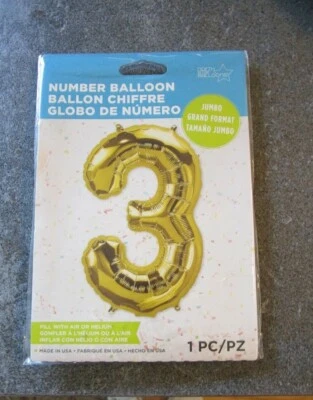 NUMBER BALLOON
BALLON CHIFFRE
GLOBO DE NÚMERO
JUMBO
GRAND FORMAT
TAMAÑO JUMBO
3
FILL WITH AIR OR HELIUM
GONFLER À L'HÉLIUM OU À L'AIR
INFLAR CON HELIO O CON AIRE
• MADE IN USA • FABRIQUÉ EN USA • HECHO EN USA
1 PC/PZ